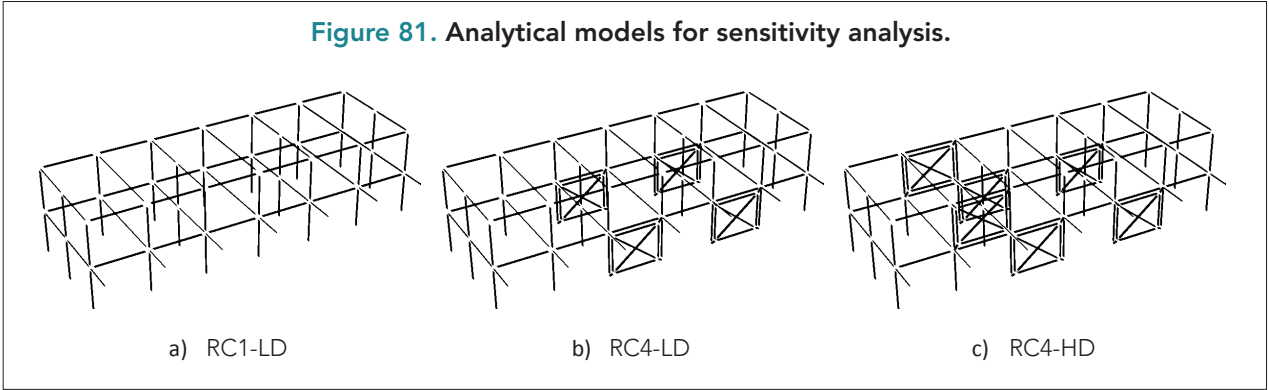 Figure 81. Analytical models for sensitivity analysis.
a) RC1-LD
b) RC4-LD
c) RC4-HD